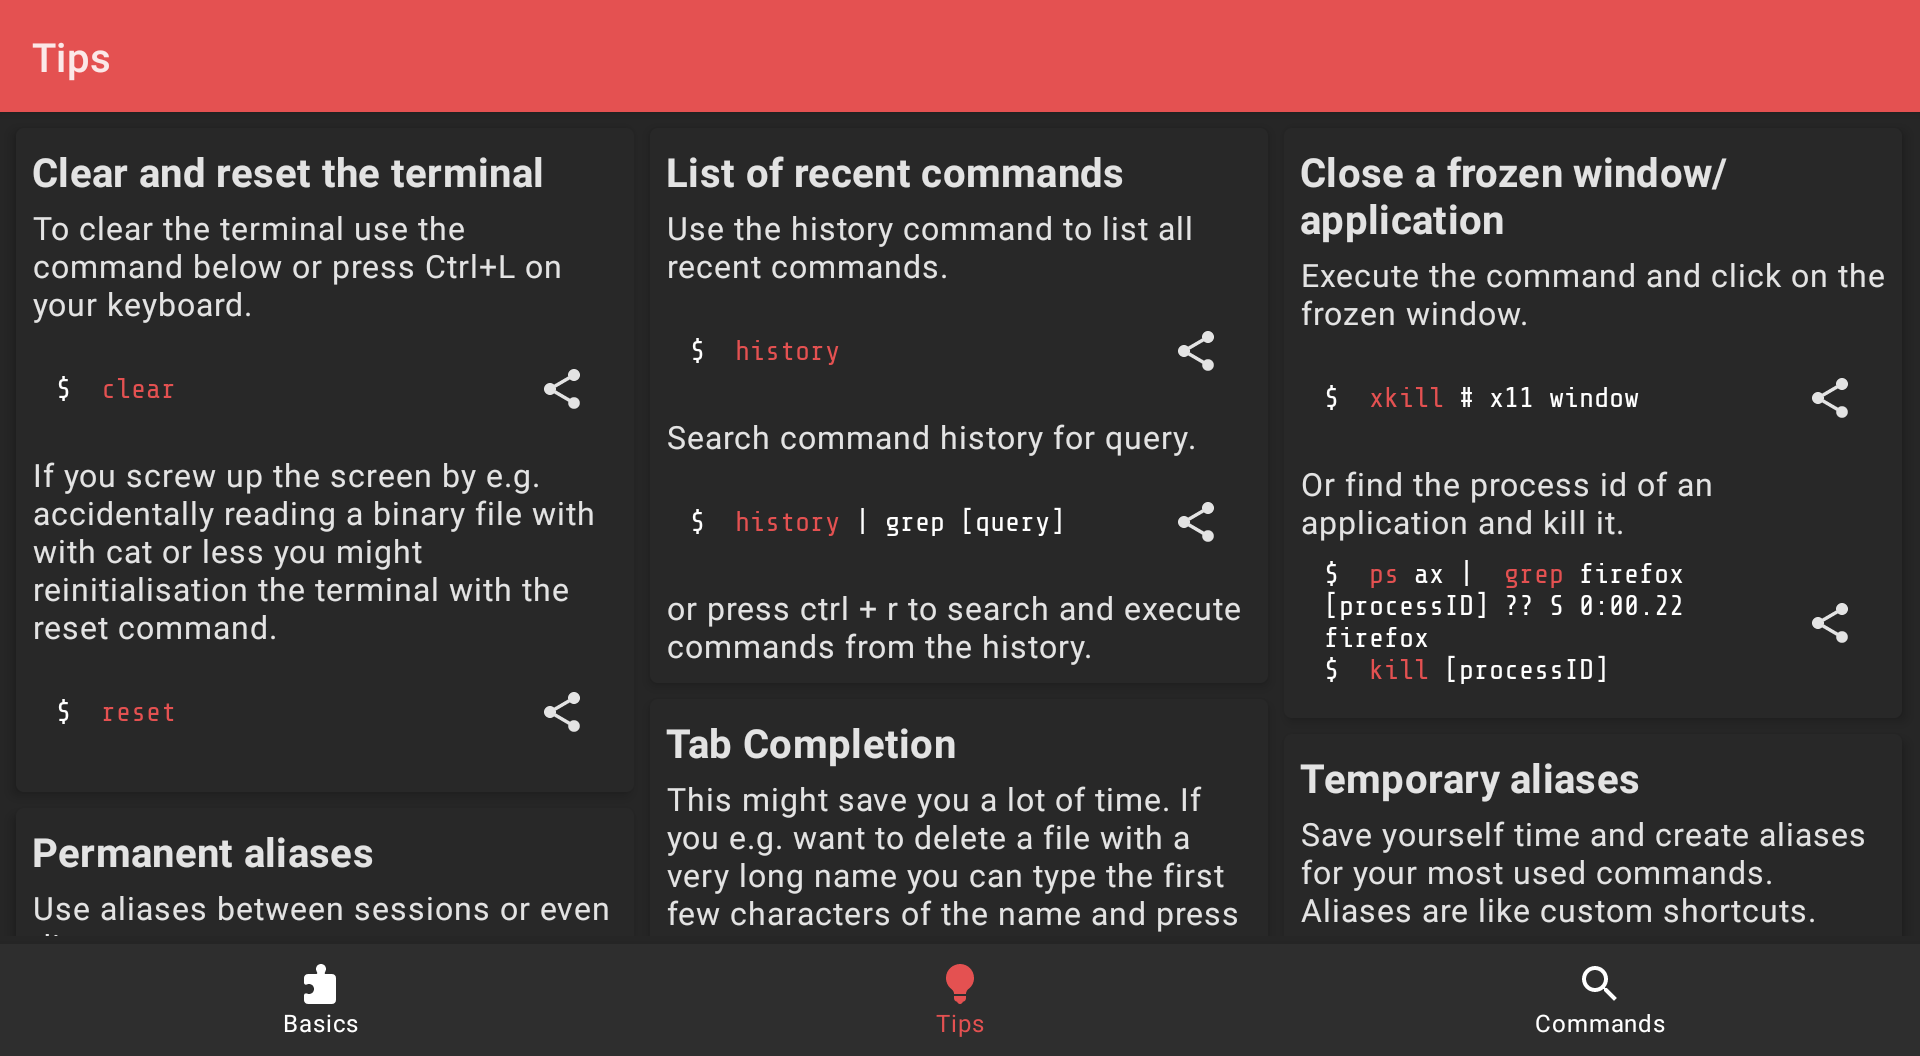 Tips
Clear and reset the terminal
To clear the terminal use the
command below or press Ctrl+L on
your keyboard.
$ clear
If you screw up the screen by e.g.
accidentally reading a binary file with
with cat or less you might
reinitialisation the terminal with the
reset command.
$ reset
Permanent aliases
Use aliases between sessions or even
List of recent commands
Use the history command to list all
recent commands.
$ history
Search command history for query.
$ history | grep [query]
or press ctrl + r to search and execute
commands from the history.
Tab Completion
This might save you a lot of time. If
you e.g. want to delete a file with a
very long name you can type the first
few characters of the name and press
Close a frozen window/
application
Execute the command and click on the
frozen window.
$ xkill # x11 window
Or find the process id of an
application and kill it.
$ ps ax | grep firefox
[processID] ?? S 0:00.22
firefox
$ kill [processID]
Temporary aliases
Save yourself time and create aliases
for your most used commands.
Aliases are like custom shortcuts.
Basics
Tips
Commands